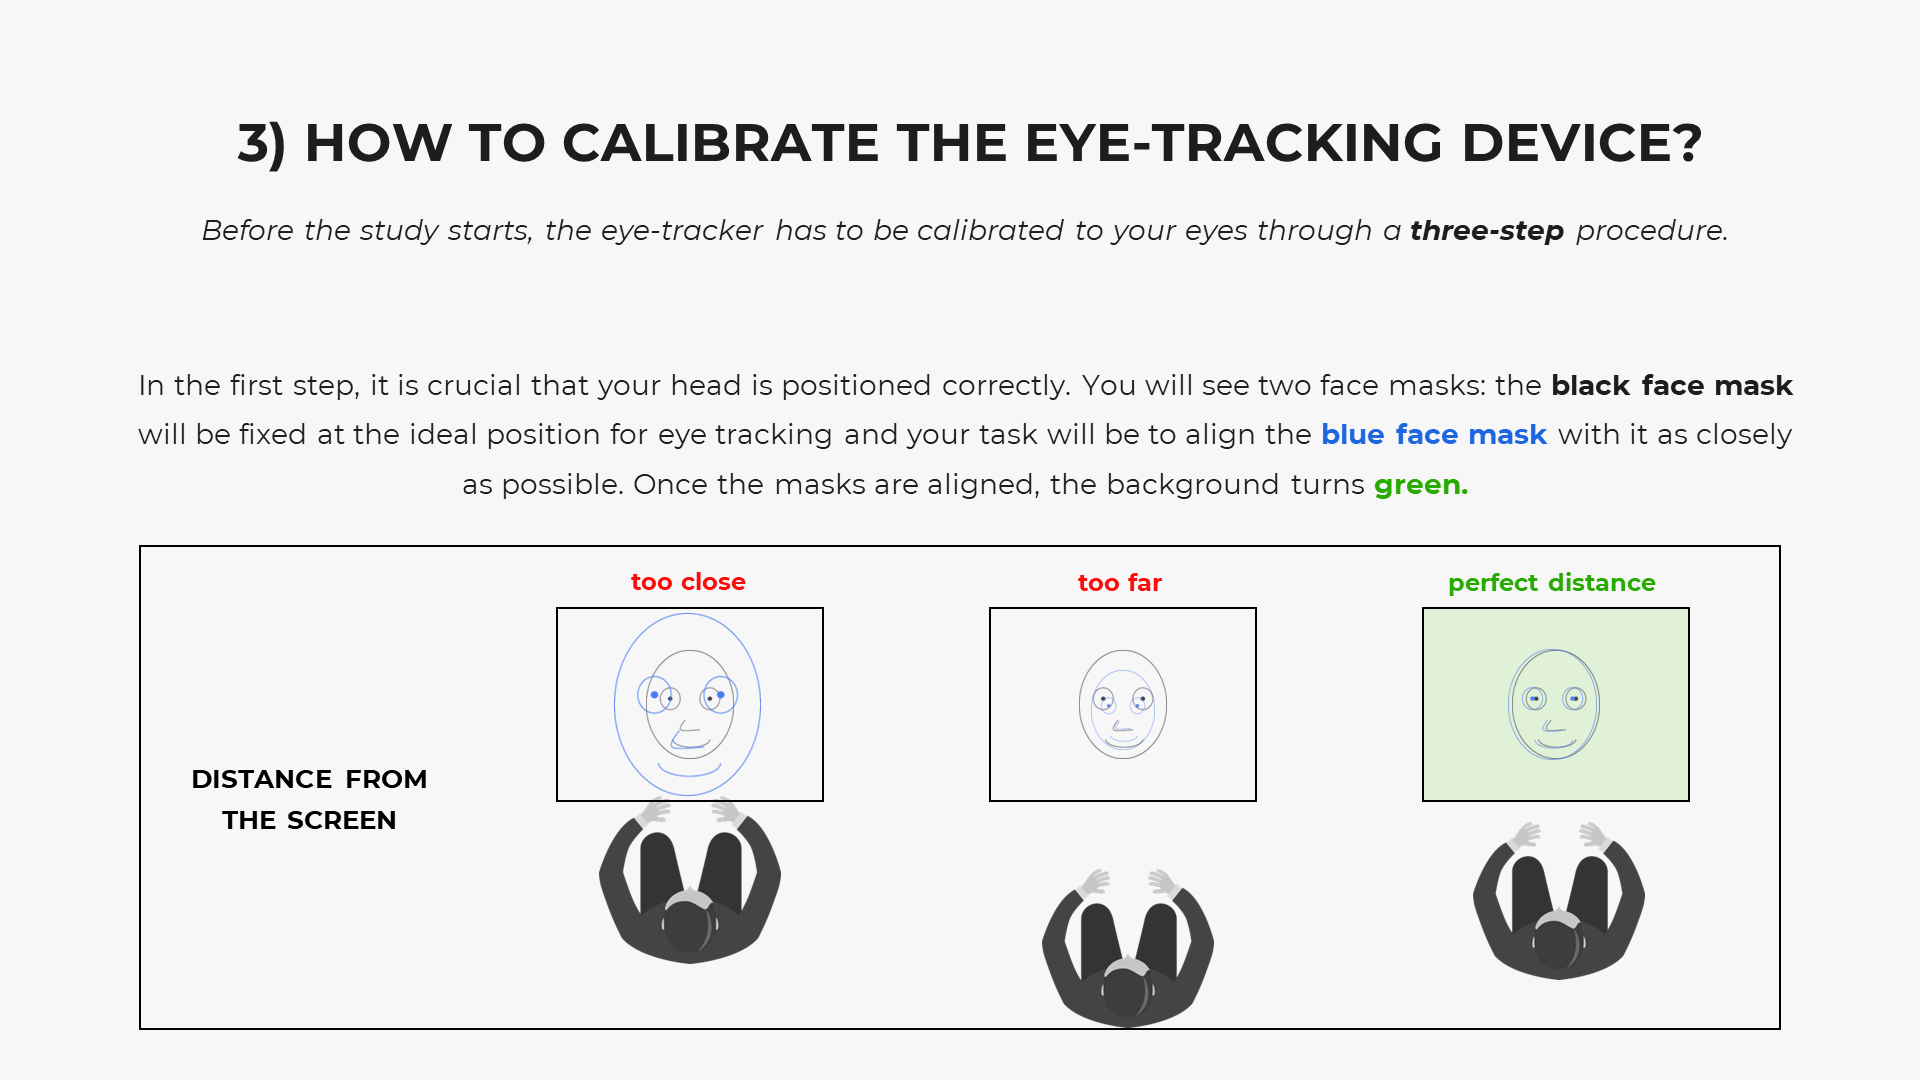 3) HOW TO CALIBRATE THE EYE-TRACKING DEVICE?
Before the study starts, the eye-tracker has to be calibrated to your eyes through a three-step procedure.
In the first step, it is crucial that your head is positioned correctly. You will see two face masks: the black face mask
will be fixed at the ideal position for eye tracking and your task will be to align the blue face mask with it as closely
as possible. Once the masks are aligned, the background turns green.
too close
too far
perfect distance
DISTANCE FROM
THE SCREEN